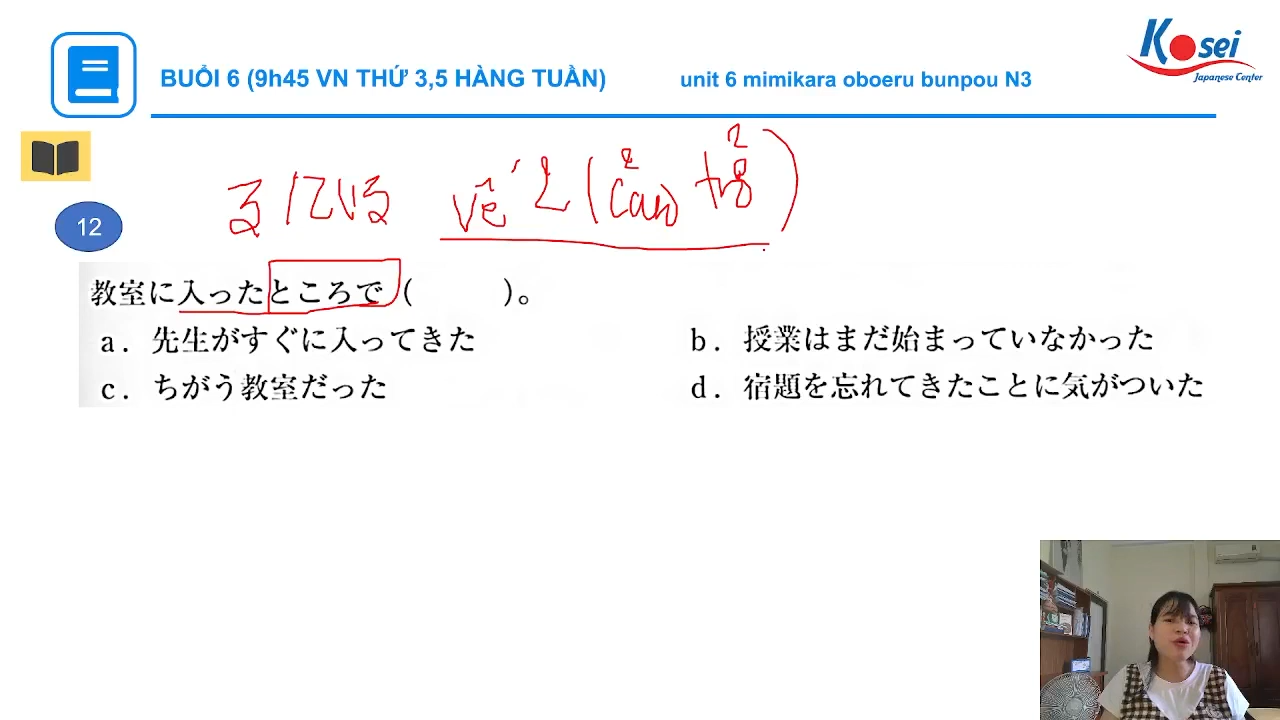 BUỔI 6 (9h45 VN THỨ 3,5 HÀNG TUẦN)
unit 6 mimikara oboeru bunpou N3
Kosei
Japanese Center
12
教室に入ったところで(　　　)。
a．先生がすぐに入ってきた
b．授業はまだ始まっていなかった
c．ちがう教室だった
d．宿題を忘れてきたことに気がついた